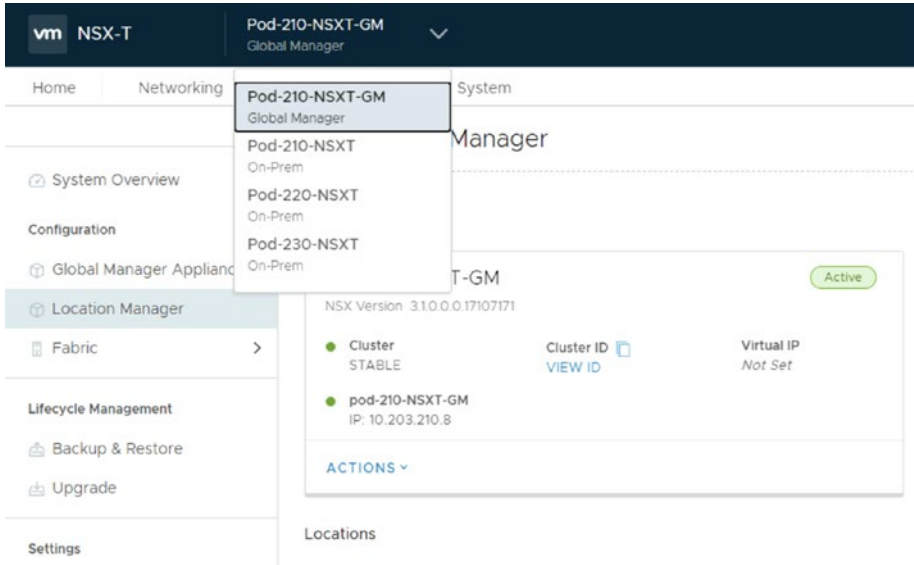 vm NSX-T
Pod-210-NSXT-GM
Global Manager
Home Networking System
Pod-210-NSXT-GM
Global Manager
Pod-210-NSXT
On-Prem
Pod-220-NSXT
On-Prem
Pod-230-NSXT
On-Prem
Manager
System Overview
Configuration
Global Manager Applianc
Location Manager
Fabric
Lifecycle Management
Backup & Restore
Upgrade
Settings
T-GM
Active
NSX Version 3.1.0.0.0.17107171
Cluster
STABLE
Cluster ID
VIEW ID
Virtual IP
Not Set
pod-210-NSXT-GM
IP: 10.203.210.8
ACTIONS
Locations